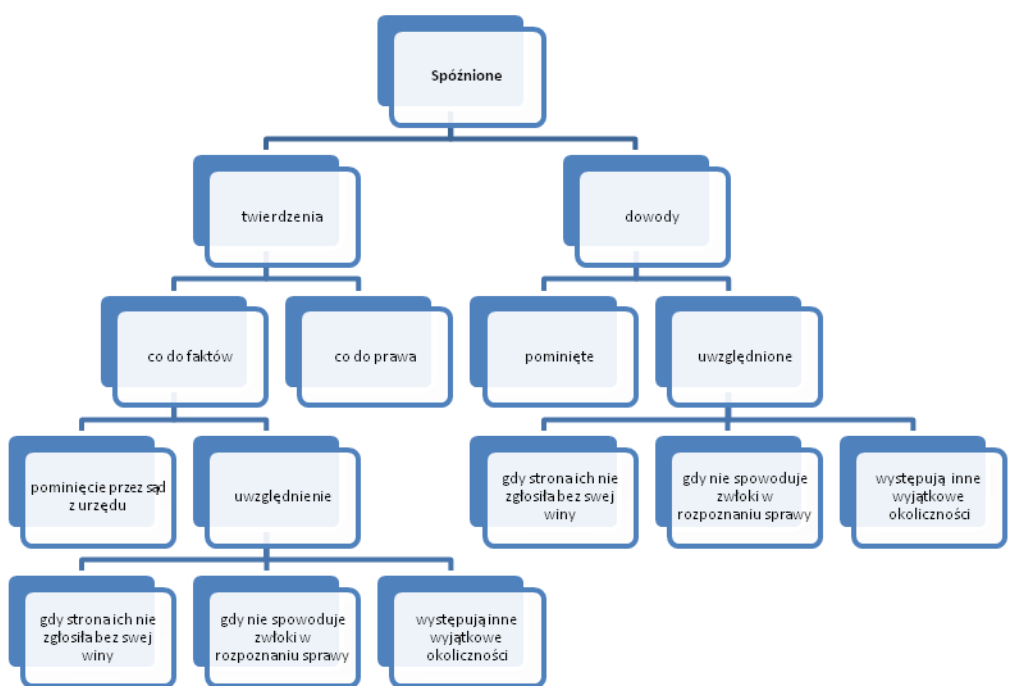 Spóźnione
twierdzenia
dowody
co do faktów
co do prawa
pominięte
uwzględnione
pominięcie przez sąd
z urzędu
uwzględnienie
gdy strona ich nie
zgłosiła bez swej
winy
gdy nie spowoduje
zwłoki w
rozpoznaniu sprawy
występują inne
wyjątkowe
okoliczności
gdy strona ich nie
zgłosiła bez swej
winy
gdy nie spowoduje
zwłoki w
rozpoznaniu sprawy
występują inne
wyjątkowe
okoliczności